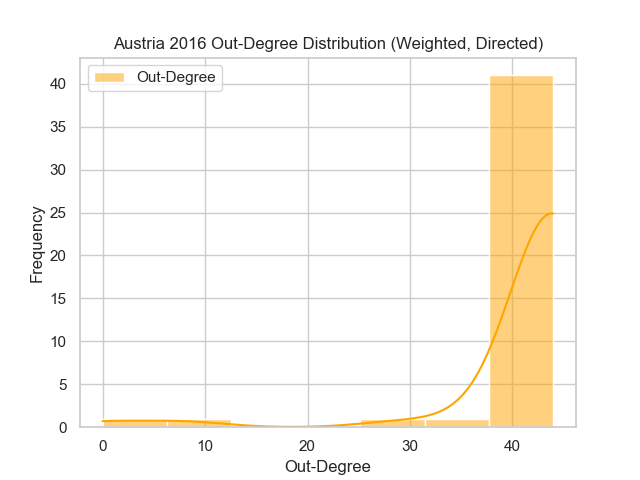 Austria 2016 Out-Degree Distribution (Weighted, Directed)
Out-Degree
40
35
30
25
20
15
10
5
0
Frequency
0 10 20 30 40
Out-Degree